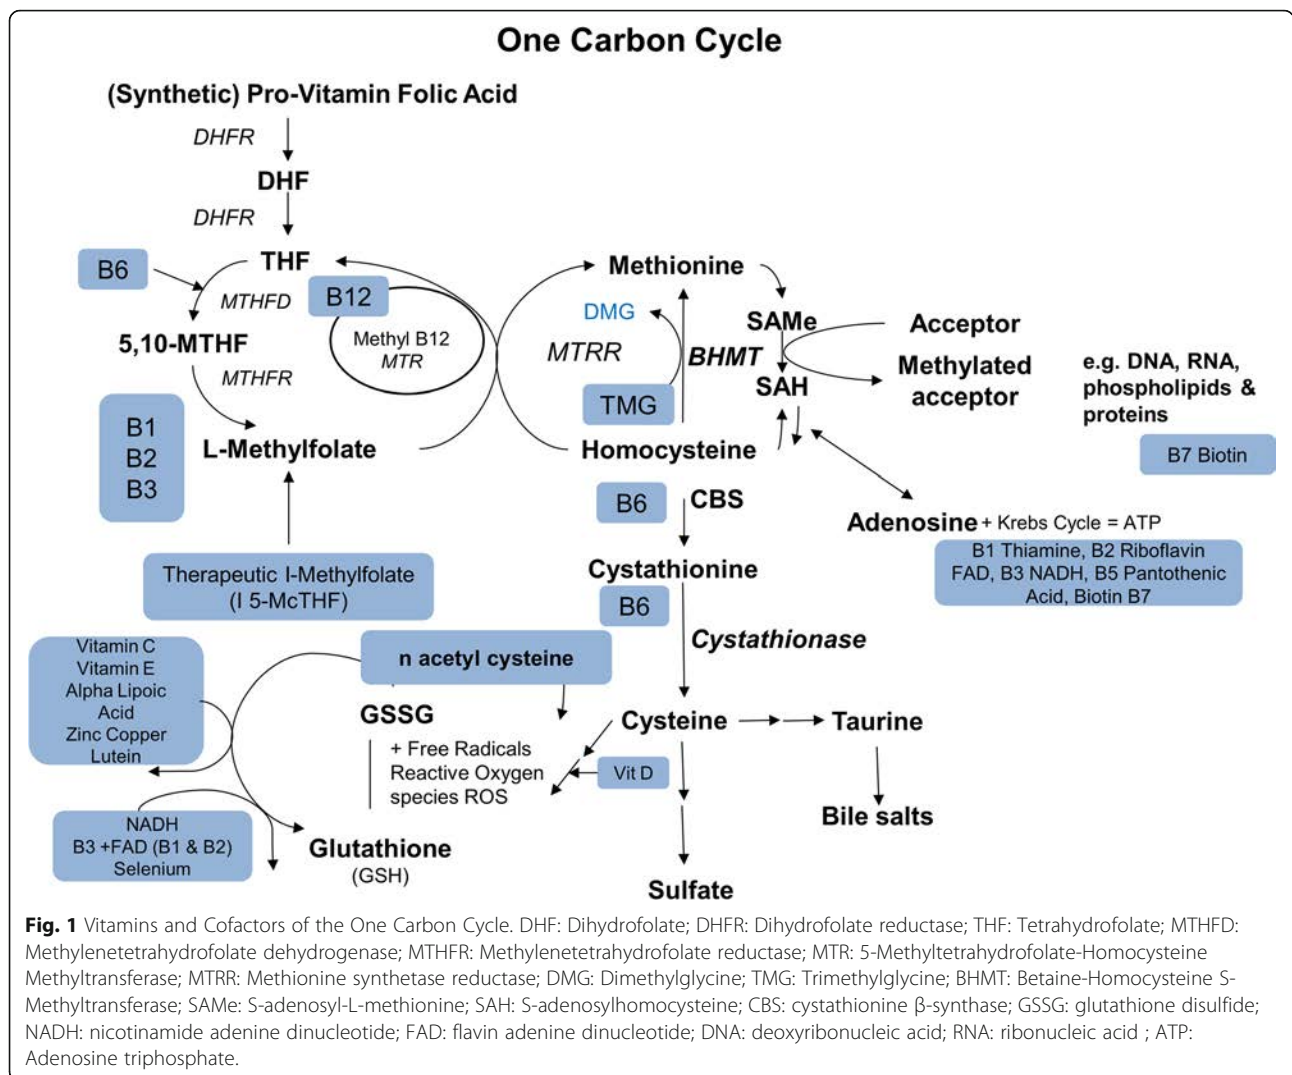 One Carbon Cycle
(Synthetic) Pro-Vitamin Folic Acid
DHFR
DHF
DHFR
THF
B6
MTHFD
B12
Methyl B12
MTR
5,10-MTHF
MTHFR
B1
B2
B3
L-Methylfolate
Therapeutic l-Methylfolate
(l 5-McTHF)
Methionine
DMG
MTRR
BHMT
TMG
Homocysteine
SAMe
SAH
Acceptor
Methylated
acceptor
e.g. DNA, RNA,
phospholipids &
proteins
B7 Biotin
Adenosine + Krebs Cycle = ATP
B1 Thiamine, B2 Riboflavin
FAD, B3 NADH, B5 Pantothenic
Acid, Biotin B7
B6
CBS
Cystathionine
B6
Cystathionase
Vitamin C
Vitamin E
Alpha Lipoic
Acid
Zinc Copper
Lutein
n acetyl cysteine
GSSG
+ Free Radicals
Reactive Oxygen
species ROS
Vit D
Cysteine
Taurine
Bile salts
NADH
B3 +FAD (B1 & B2)
Selenium
Glutathione
(GSH)
Sulfate
Fig. 1 Vitamins and Cofactors of the One Carbon Cycle. DHF: Dihydrofolate; DHFR: Dihydrofolate reductase; THF: Tetrahydrofolate; MTHFD:
Methylenetetrahydrofolate dehydrogenase; MTHFR: Methylenetetrahydrofolate reductase; MTR: 5-Methyltetrahydrofolate-Homocysteine
Methyltransferase; MTRR: Methionine synthetase reductase; DMG: Dimethylglycine; TMG: Trimethylglycine; BHMT: Betaine-Homocysteine S-
Methyltransferase; SAMe: S-adenosyl-L-methionine; SAH: S-adenosylhomocysteine; CBS: cystathionine β-synthase; GSSG: glutathione disulfide;
NADH: nicotinamide adenine dinucleotide; FAD: flavin adenine dinucleotide; DNA: deoxyribonucleic acid; RNA: ribonucleic acid ; ATP:
Adenosine triphosphate.